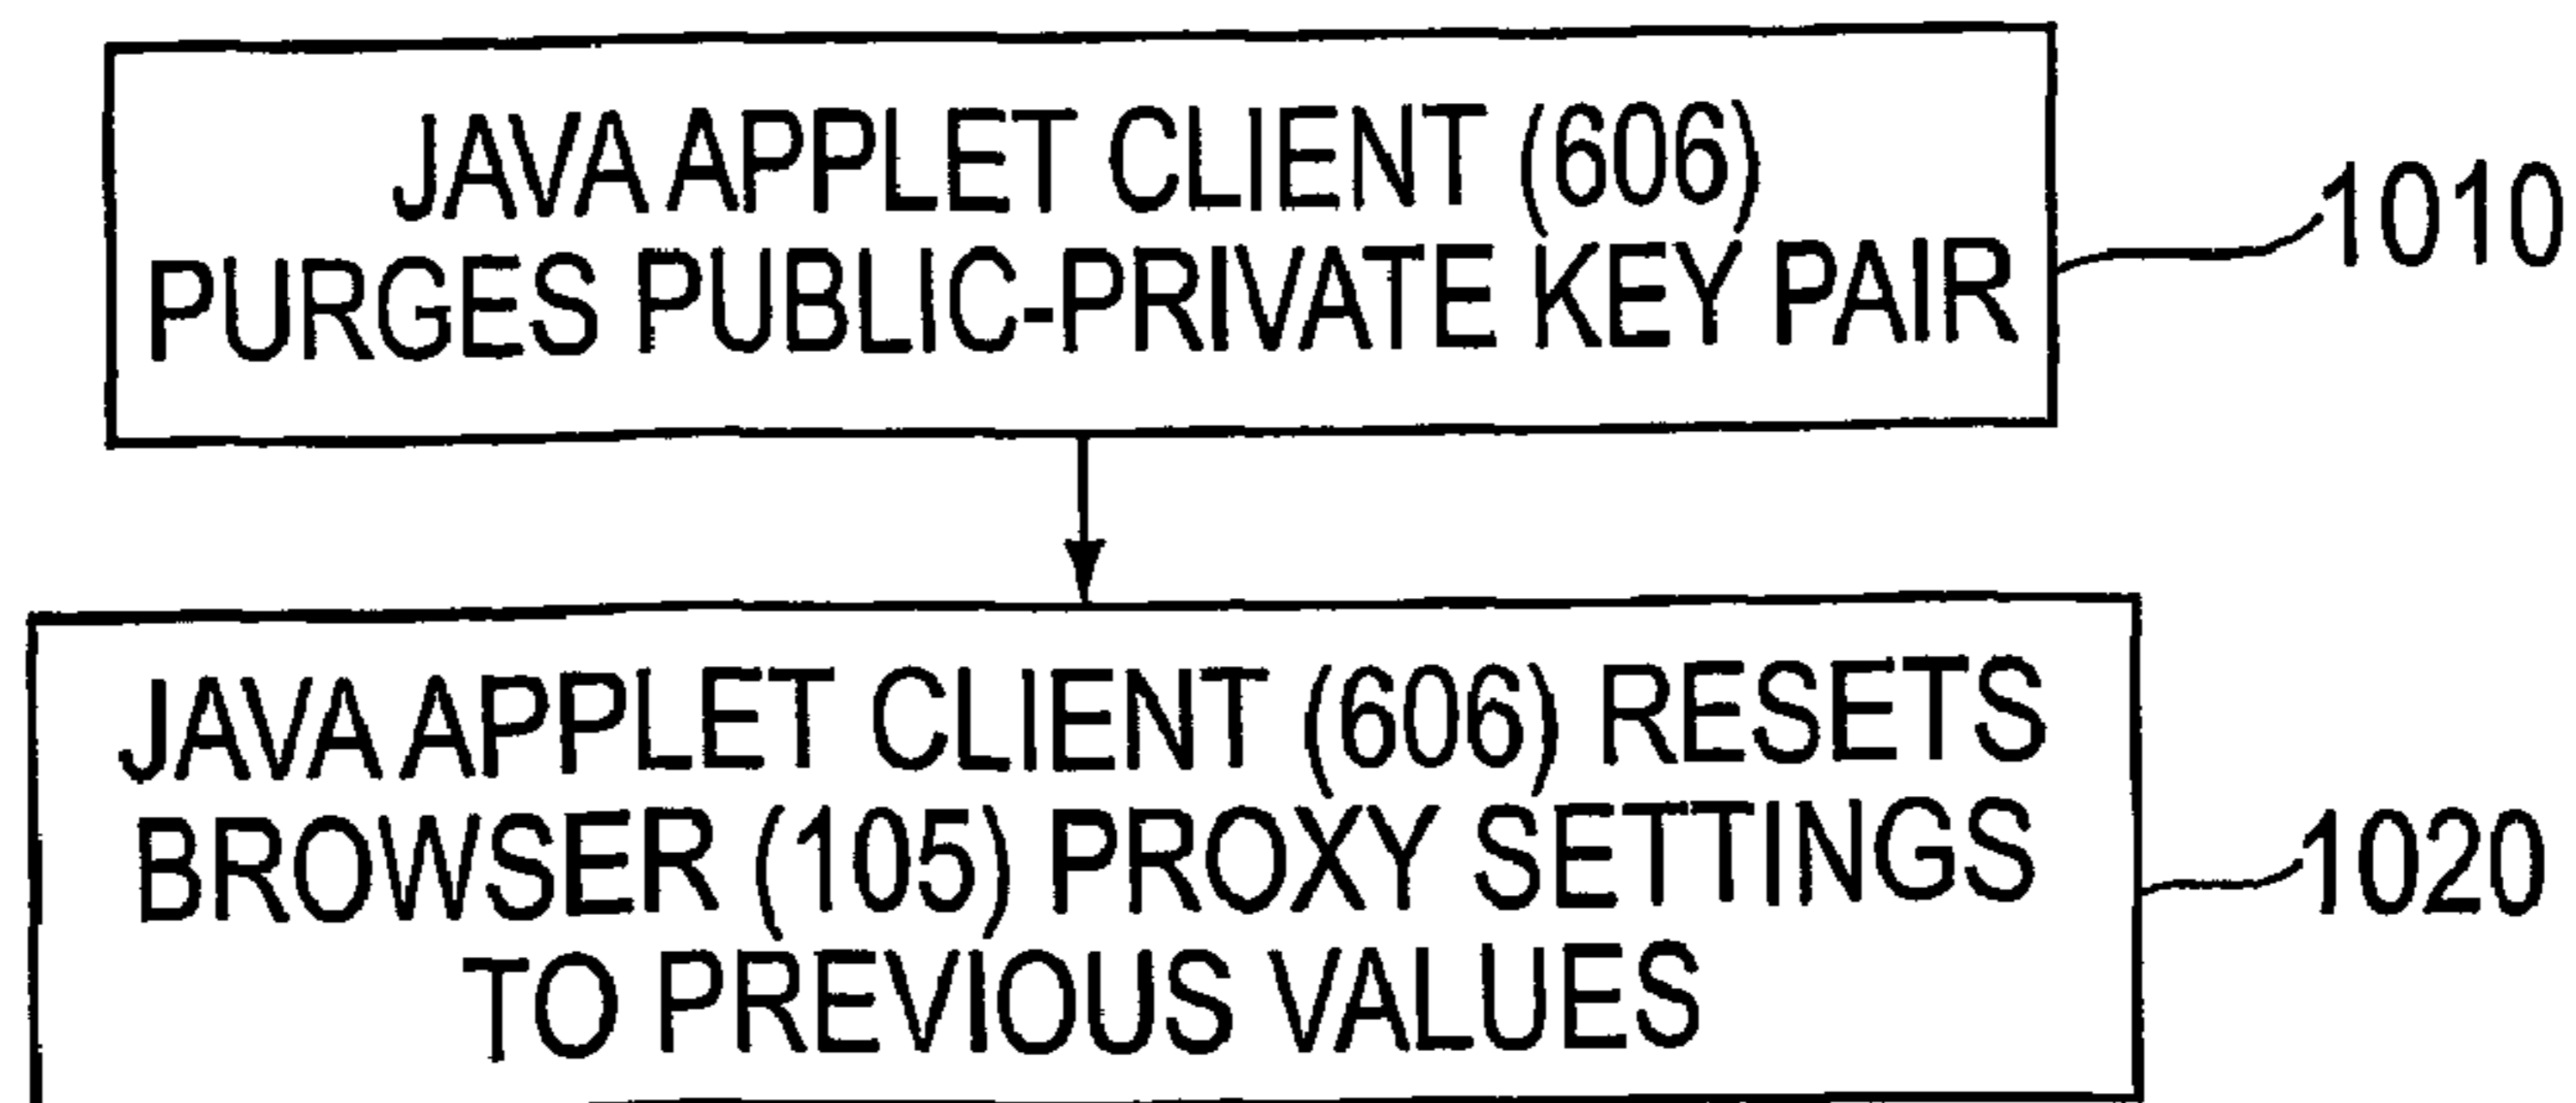 JAVA APPLET CLIENT (606)
PURGES PUBLIC-PRIVATE KEY PAIR
1010
JAVA APPLET CLIENT (606) RESETS
BROWSER (105) PROXY SETTINGS
TO PREVIOUS VALUES
1020